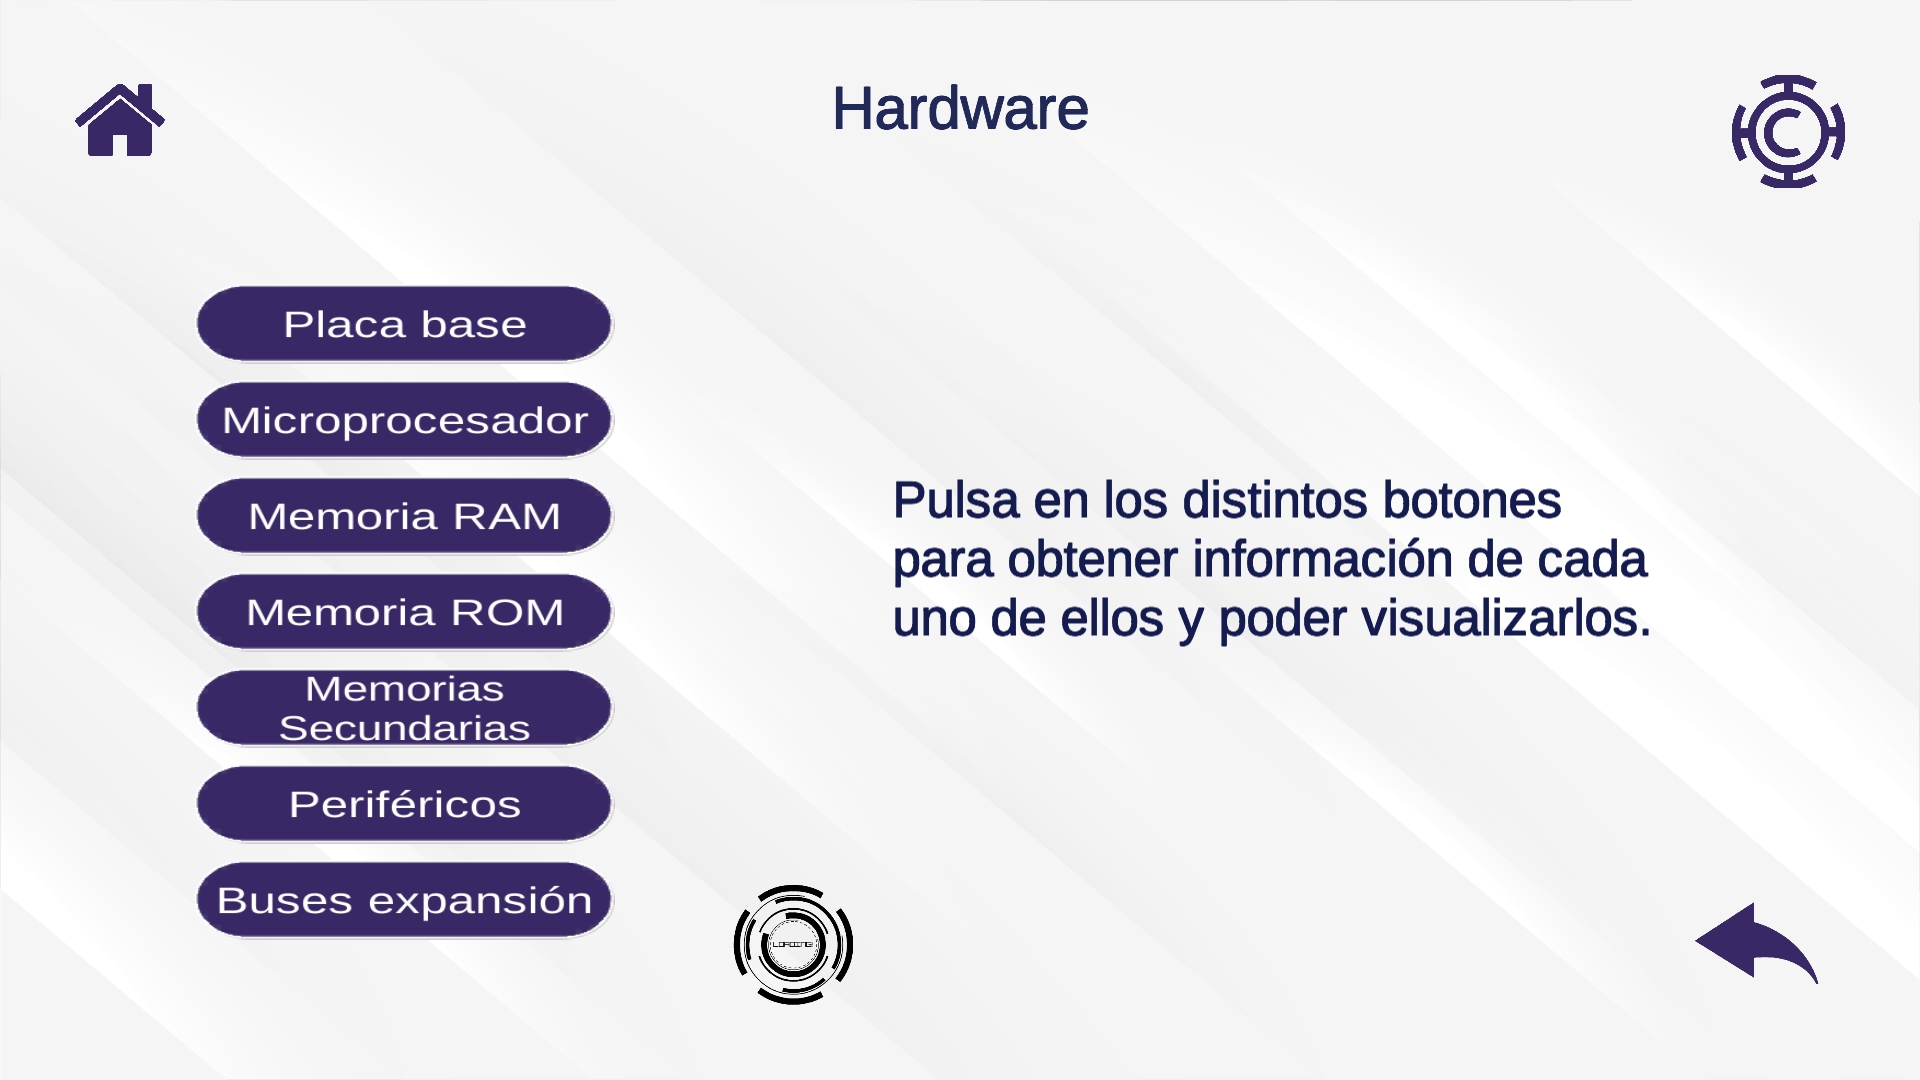 Hardware
Placa base
Microprocesador
Memoria RAM
Memoria ROM
Memorias
Secundarias
Periféricos
Buses expansión
Pulsa en los distintos botones
para obtener información de cada
uno de ellos y poder visualizarlos.
LOADING!
C